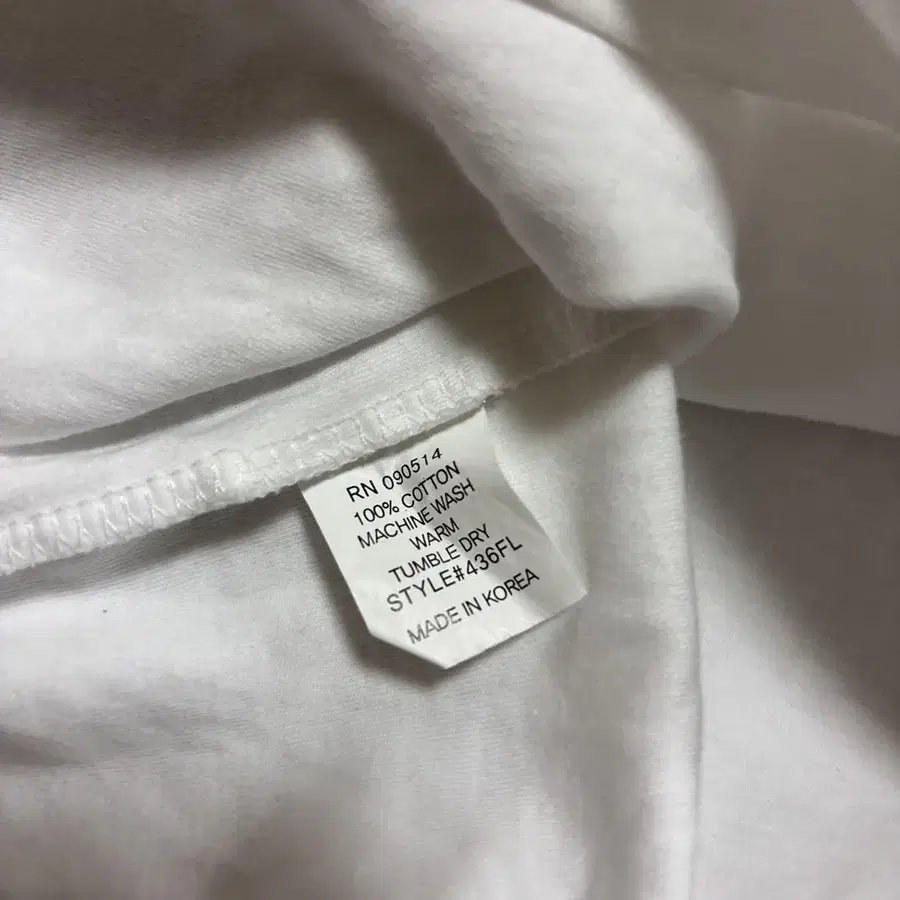 RN 090514
100% COTTON
MACHINE WASH
WARM
TUMBLE DRY
STYLE#436FL
MADE IN KOREA